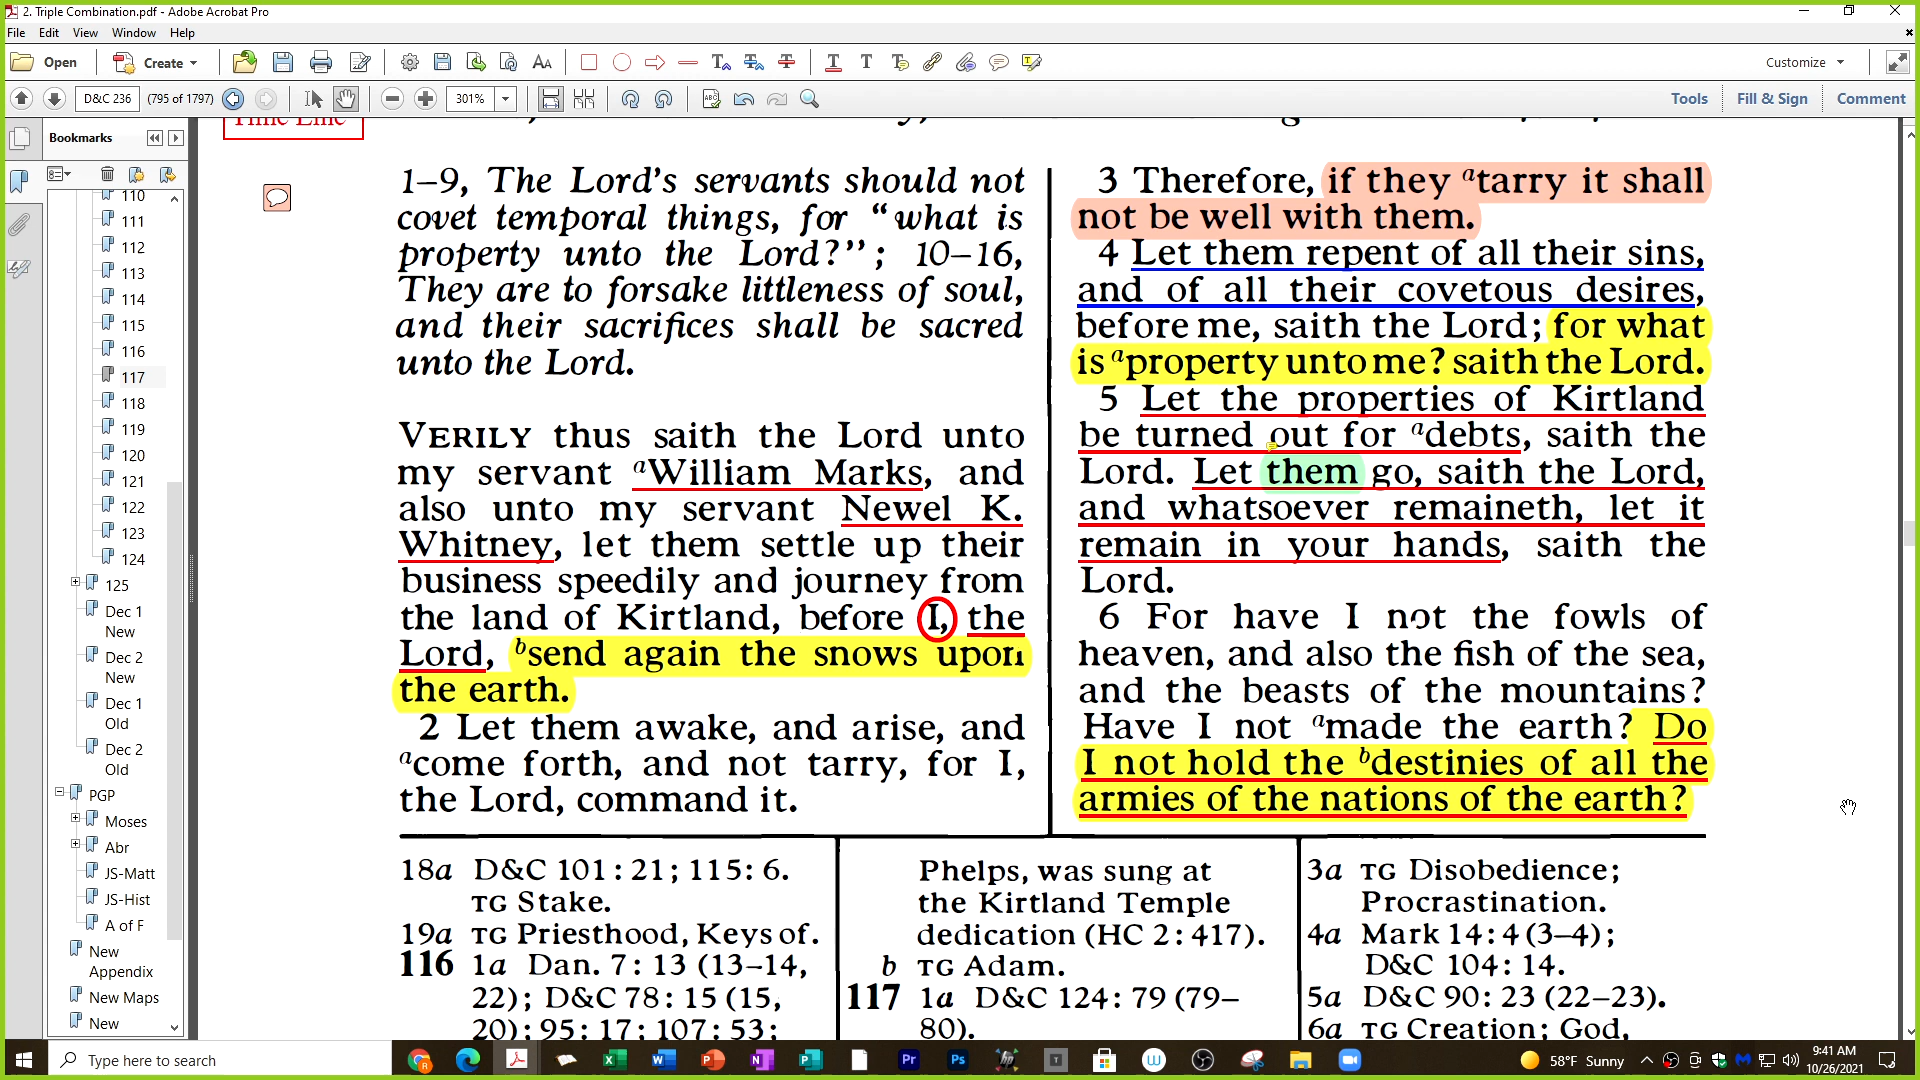 2. Triple Combination.pdf - Adobe Acrobat Pro
File Edit View Window Help
Open Create Customize
D&C 236 (795 of 1797) 301% Tools Fill & Sign Comment
Bookmarks
110
111
112
113
114
115
116
117
118
119
120
121
122
123
124
125
Dec 1
New
Dec 2
New
Dec 1
Old
Dec 2
Old
PGP
Moses
Abr
JS-Matt
JS-Hist
A of F
New
Appendix
New Maps
New
Time Line
1–9, The Lord's servants should not
covet temporal things, for “what is
property unto the Lord?”; 10–16,
They are to forsake littleness of soul,
and their sacrifices shall be sacred
unto the Lord.
VERILY thus saith the Lord unto
my servant aWilliam Marks, and
also unto my servant Newel K.
Whitney, let them settle up their
business speedily and journey from
the land of Kirtland, before I, the
Lord, bsend again the snows upon
the earth.
2 Let them awake, and arise, and
acome forth, and not tarry, for I,
the Lord, command it.
3 Therefore, if they atarry it shall
not be well with them.
4 Let them repent of all their sins,
and of all their covetous desires,
before me, saith the Lord; for what
is aproperty unto me? saith the Lord.
5 Let the properties of Kirtland
be turned out for adebts, saith the
Lord. Let them go, saith the Lord,
and whatsoever remaineth, let it
remain in your hands, saith the
Lord.
6 For have I not the fowls of
heaven, and also the fish of the sea,
and the beasts of the mountains?
Have I not amade the earth? Do
I not hold the bdestinies of all the
armies of the nations of the earth?
18a D&C 101:21; 115:6.
TG Stake.
19a TG Priesthood, Keys of.
116 1a Dan. 7:13 (13–14,
22); D&C 78:15 (15,
20); 95:17; 107:53;
Phelps, was sung at
the Kirtland Temple
dedication (HC 2:417).
b TG Adam.
117 1a D&C 124:79 (79–
80).
3a TG Disobedience;
Procrastination.
4a Mark 14:4 (3–4);
D&C 104:14.
5a D&C 90:23 (22–23).
6a TG Creation; God,
Type here to search
58°F Sunny
9:41 AM
10/26/2021